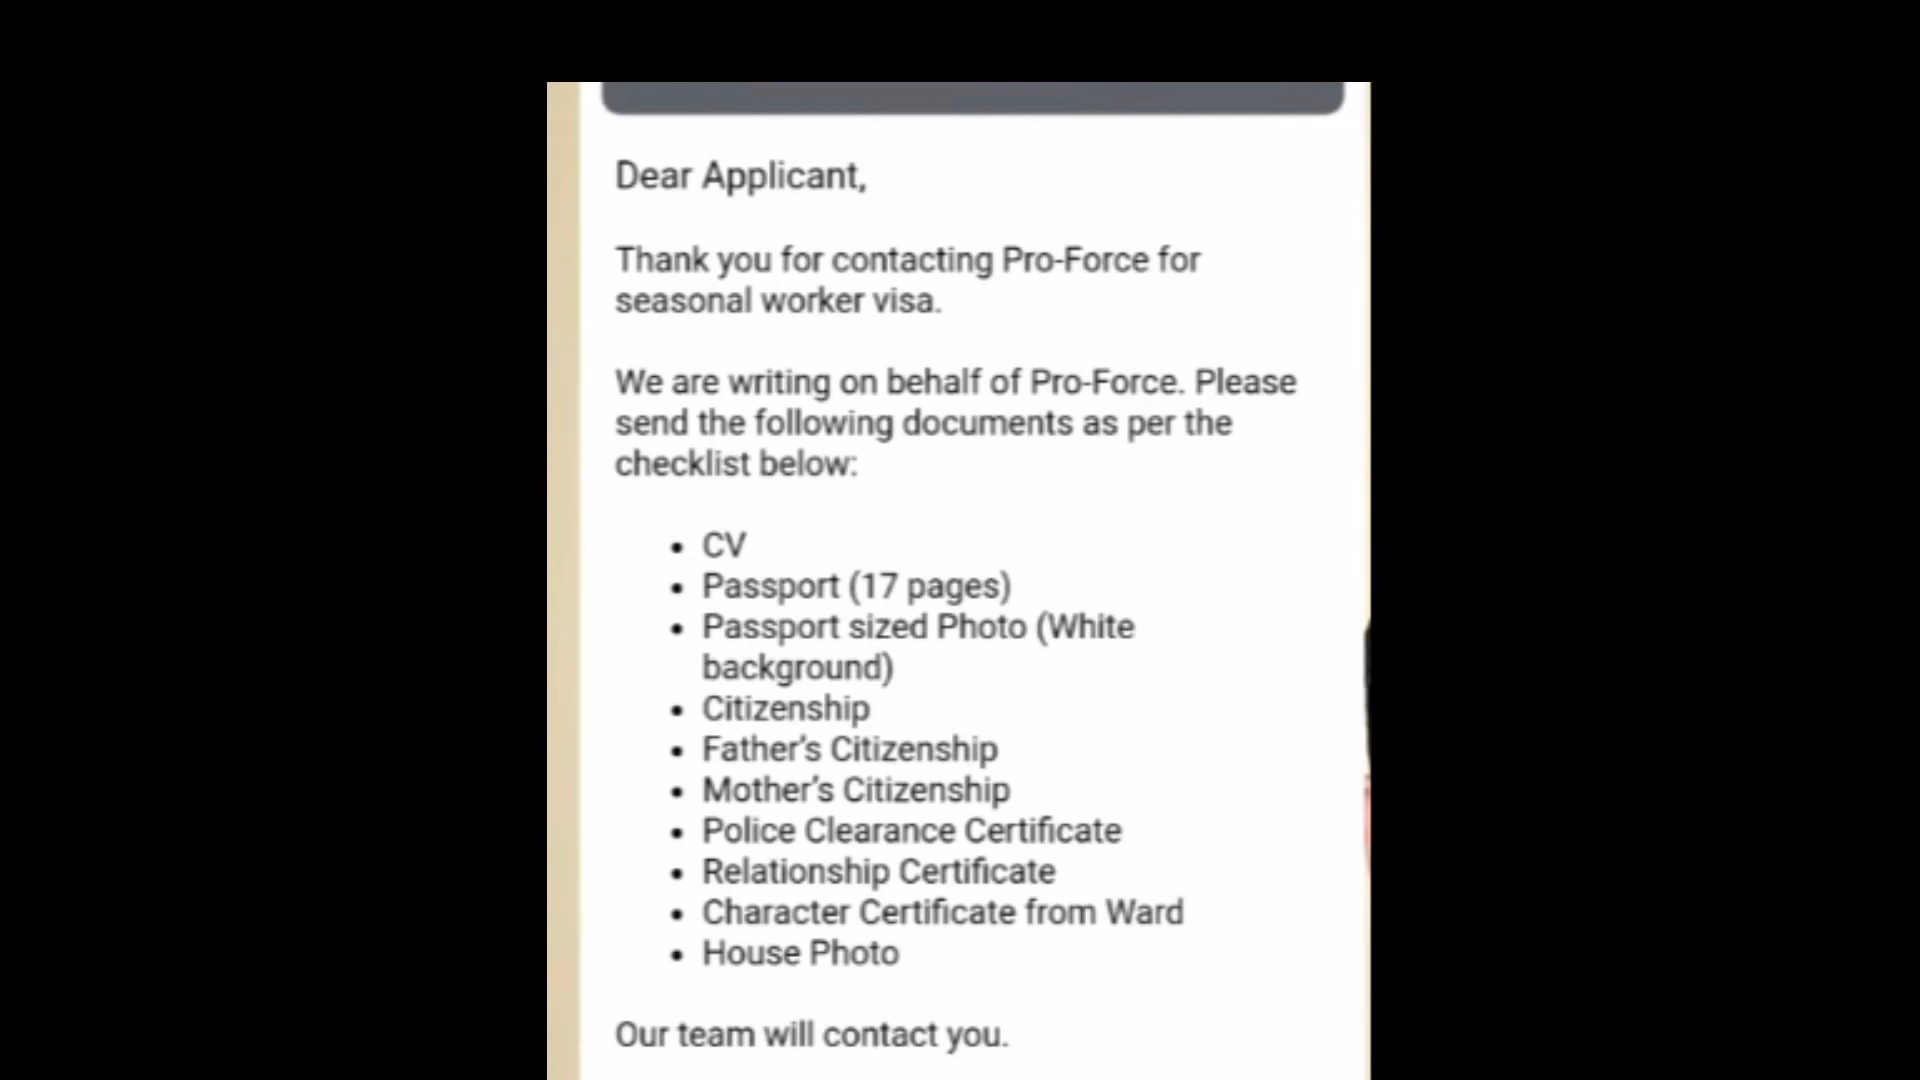 Dear Applicant,
Thank you for contacting Pro-Force for
seasonal worker visa.
We are writing on behalf of Pro-Force. Please
send the following documents as per the
checklist below:
• CV
• Passport (17 pages)
• Passport sized Photo (White
background)
• Citizenship
• Father’s Citizenship
• Mother’s Citizenship
• Police Clearance Certificate
• Relationship Certificate
• Character Certificate from Ward
• House Photo
Our team will contact you.